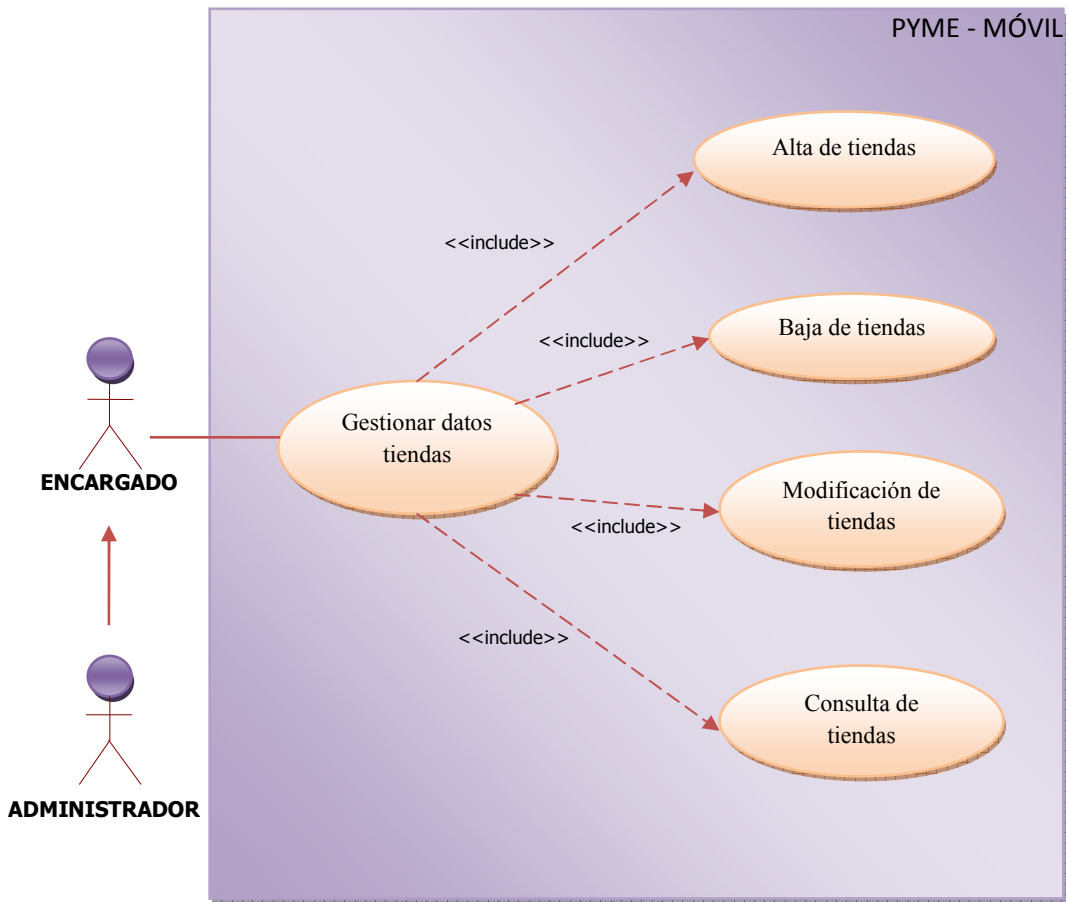 PYME - MÓVIL
Alta de tiendas
<<include>>
Baja de tiendas
<<include>>
Gestionar datos
tiendas
ENCARGADO
Modificación de
tiendas
<<include>>
<<include>>
Consulta de
tiendas
ADMINISTRADOR